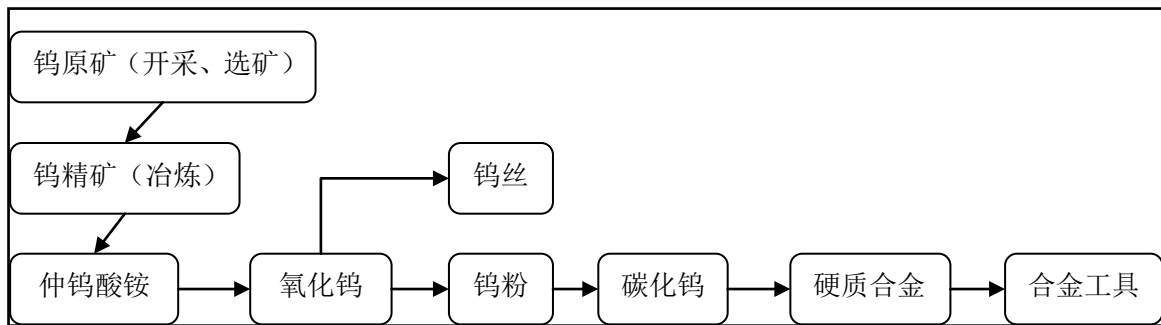 钨原矿（开采、选矿）
钨精矿（冶炼）
钨丝
仲钨酸铵
氧化钨
钨粉
碳化钨
硬质合金
合金工具